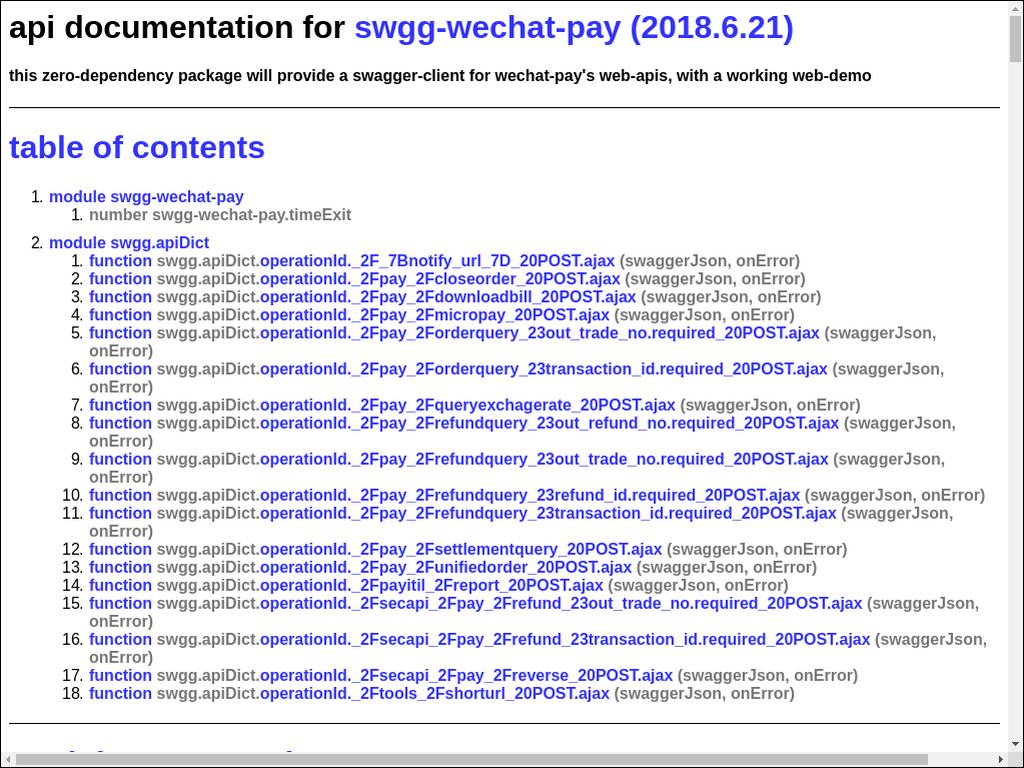 api documentation for swgg-wechat-pay (2018.6.21)
this zero-dependency package will provide a swagger-client for wechat-pay's web-apis, with a working web-demo
table of contents
1. module swgg-wechat-pay
1. number swgg-wechat-pay.timeExit
2. module swgg.apiDict
1. function swgg.apiDict.operationId._2F_7Bnotify_url_7D_20POST.ajax (swaggerJson, onError)
2. function swgg.apiDict.operationId._2Fpay_2Fcloseorder_20POST.ajax (swaggerJson, onError)
3. function swgg.apiDict.operationId._2Fpay_2Fdownloadbill_20POST.ajax (swaggerJson, onError)
4. function swgg.apiDict.operationId._2Fpay_2Fmicropay_20POST.ajax (swaggerJson, onError)
5. function swgg.apiDict.operationId._2Fpay_2Forderquery_23out_trade_no.required_20POST.ajax (swaggerJson,
onError)
6. function swgg.apiDict.operationId._2Fpay_2Forderquery_23transaction_id.required_20POST.ajax (swaggerJson,
onError)
7. function swgg.apiDict.operationId._2Fpay_2Fqueryexchagerate_20POST.ajax (swaggerJson, onError)
8. function swgg.apiDict.operationId._2Fpay_2Frefundquery_23out_refund_no.required_20POST.ajax (swaggerJson,
onError)
9. function swgg.apiDict.operationId._2Fpay_2Frefundquery_23out_trade_no.required_20POST.ajax (swaggerJson,
onError)
10. function swgg.apiDict.operationId._2Fpay_2Frefundquery_23refund_id.required_20POST.ajax (swaggerJson, onError)
11. function swgg.apiDict.operationId._2Fpay_2Frefundquery_23transaction_id.required_20POST.ajax (swaggerJson,
onError)
12. function swgg.apiDict.operationId._2Fpay_2Fsettlementquery_20POST.ajax (swaggerJson, onError)
13. function swgg.apiDict.operationId._2Fpay_2Funifiedorder_20POST.ajax (swaggerJson, onError)
14. function swgg.apiDict.operationId._2Fpayitil_2Freport_20POST.ajax (swaggerJson, onError)
15. function swgg.apiDict.operationId._2Fsecapi_2Fpay_2Frefund_23out_trade_no.required_20POST.ajax (swaggerJson,
onError)
16. function swgg.apiDict.operationId._2Fsecapi_2Fpay_2Frefund_23transaction_id.required_20POST.ajax (swaggerJson,
onError)
17. function swgg.apiDict.operationId._2Fsecapi_2Fpay_2Freverse_20POST.ajax (swaggerJson, onError)
18. function swgg.apiDict.operationId._2Ftools_2Fshorturl_20POST.ajax (swaggerJson, onError)